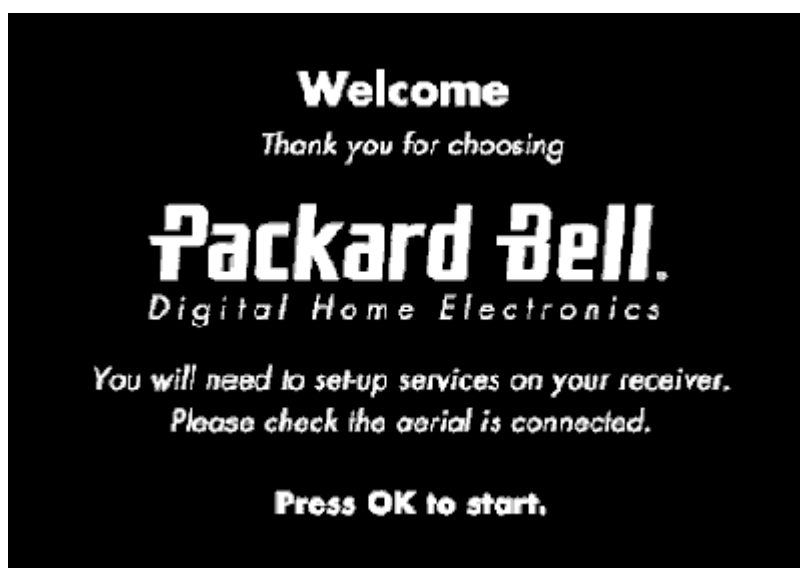 Welcome
Thank you for choosing
Packard Bell.
Digital Home Electronics
You will need to set-up services on your receiver.
Please check the aerial is connected.
Press OK to start.